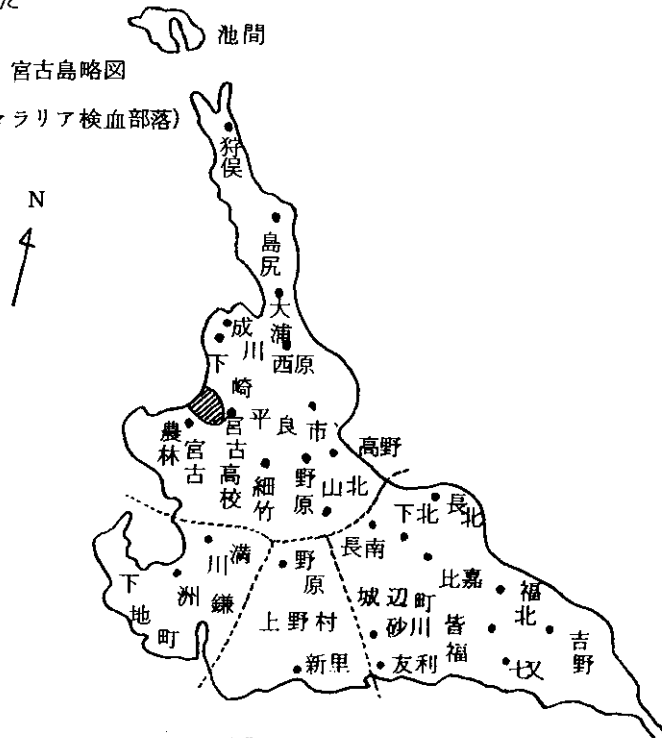 た
池間
宮古島略図
ラリア検血部落)
狩俣
N
島尻
大浦
成川
西原
下崎
平良市
宮古高校
農林
宮古
高野
細竹
野原
山北
長北
下北
長南
川満
野原
比嘉
福北
洲鎌
城辺町
下地町
上野村
砂川
皆福
吉野
新里
友利
七又